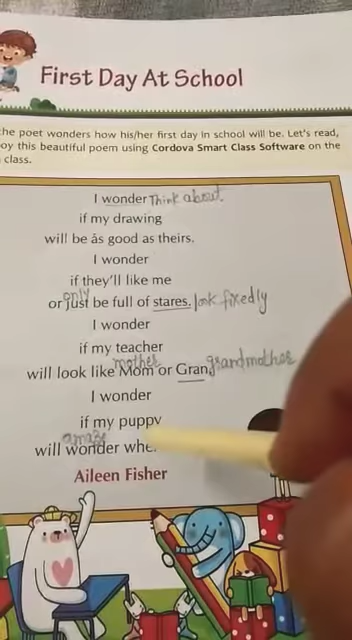 First Day At School
he poet wonders how his/her first day in school will be. Let's read,
oy this beautiful poem using Cordova Smart Class Software on the
class.
I wonder Think about
if my drawing
will be as good as theirs.
I wonder
if they'll like me
only
or just be full of stares. look fixedly
I wonder
if my teacher
mother grandmother
will look like Mom or Gran
I wonder
if my puppy
amaze
will wonder whe
Aileen Fisher